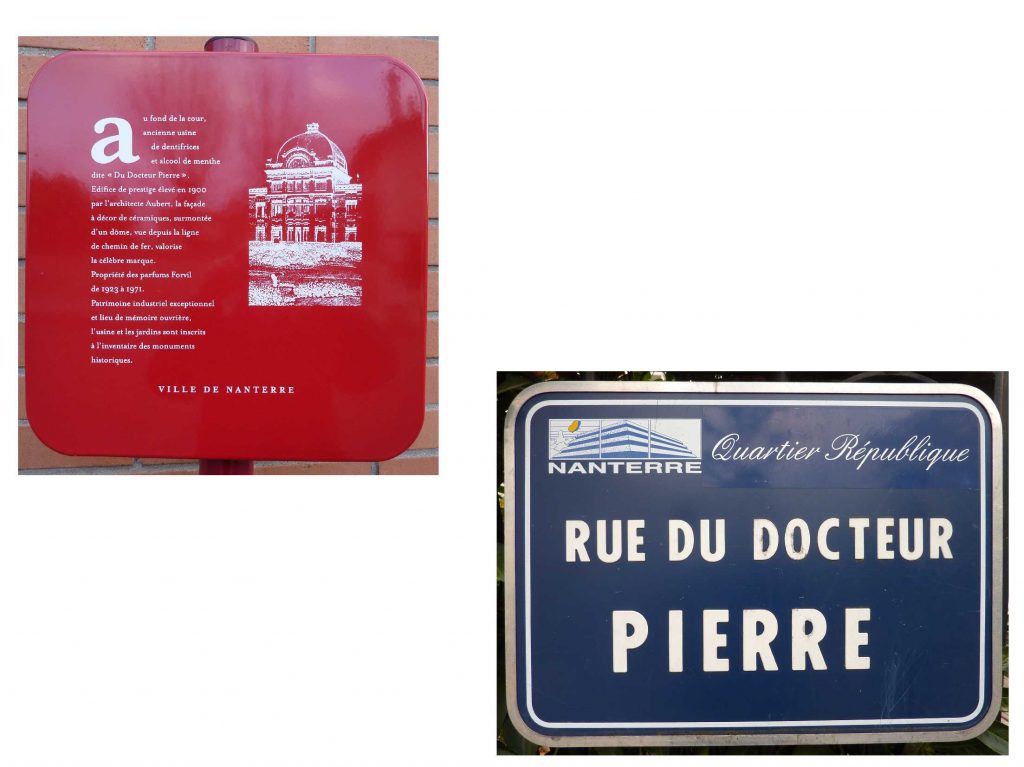 au fond de la cour,
ancienne usine
de dentifrices
et alcool de menthe
dite « Du Docteur Pierre ».
Edifice de prestige élevé en 1900
par l'architecte Aubert, la façade
à décor de céramiques, surmontée
d'un dôme, vue depuis la ligne
de chemin de fer, valorise
la célèbre marque.
Propriété des parfums Forvil
de 1923 à 1971.
Patrimoine industriel exceptionnel
et lieu de mémoire ouvrière,
l'usine et les jardins sont inscrits
à l'inventaire des monuments
historiques.
VILLE DE NANTERRE
NANTERRE
Quartier République
RUE DU DOCTEUR
PIERRE